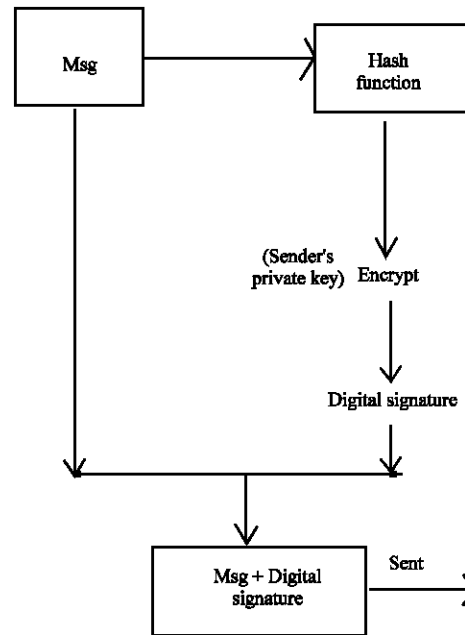 Msg
Hash
function
(Sender's
private key)
Encrypt
Digital signature
Msg + Digital
signature
Sent